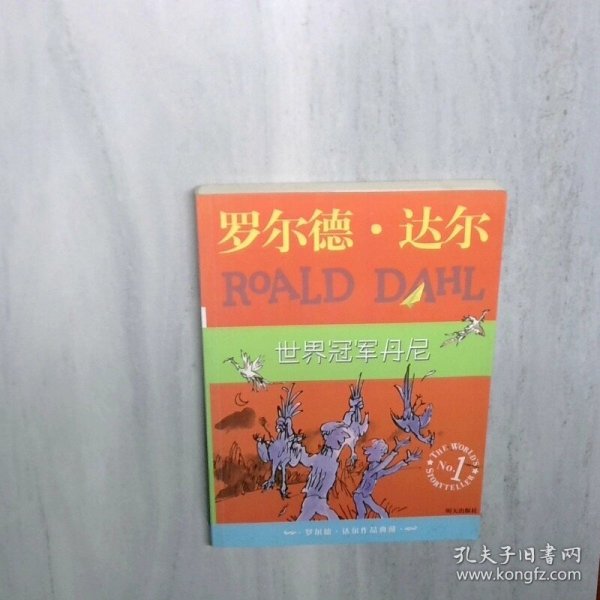 罗尔德·达尔
ROALD DAHL
世界冠军丹尼
THE WORLD'S
No.1
STORYTELLER
明天出版社
罗尔德·达尔作品典藏
孔夫子旧书网
www.kongfz.com